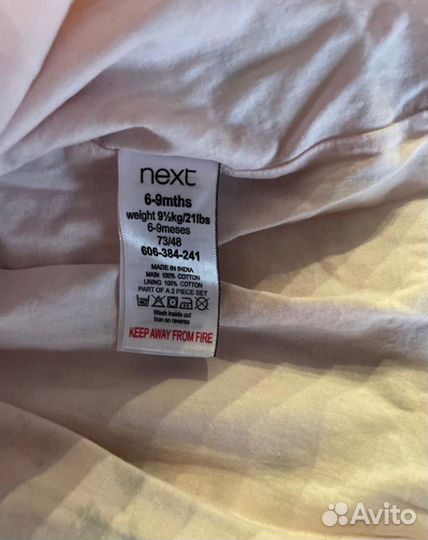 next
6-9mths
weight 9½kg/21lbs
6-9meses
73/48
606-384-241
MADE IN INDIA
MAIN 100% COTTON
LINING 100% COTTON
PART OF A 2 PIECE SET
Wash inside out
Iron on reverse
KEEP AWAY FROM FIRE
Avito